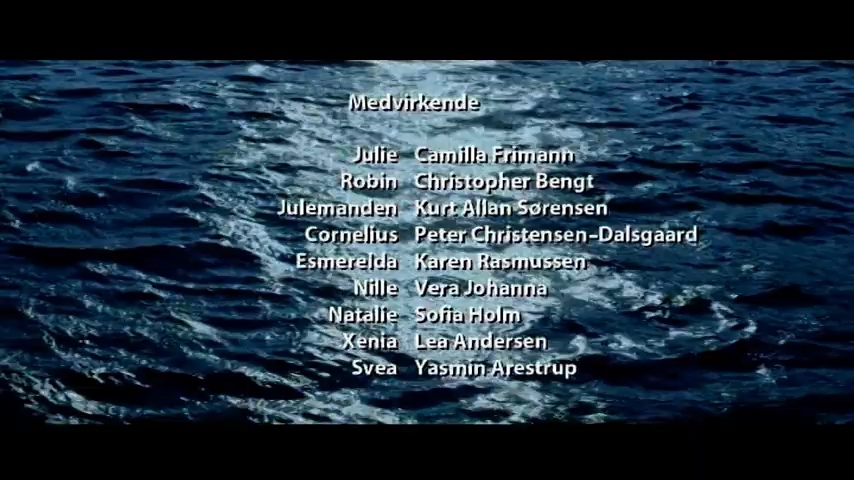 Medvirkende
Julie Camilla Frimann
Robin Christopher Bengt
Julemanden Kurt Allan Sørensen
Cornelius Peter Christensen-Dalsgaard
Esmerelda Karen Rasmussen
Nille Vera Johanna
Natalie Sofia Holm
Xenia Lea Andersen
Svea Yasmin Arestrup